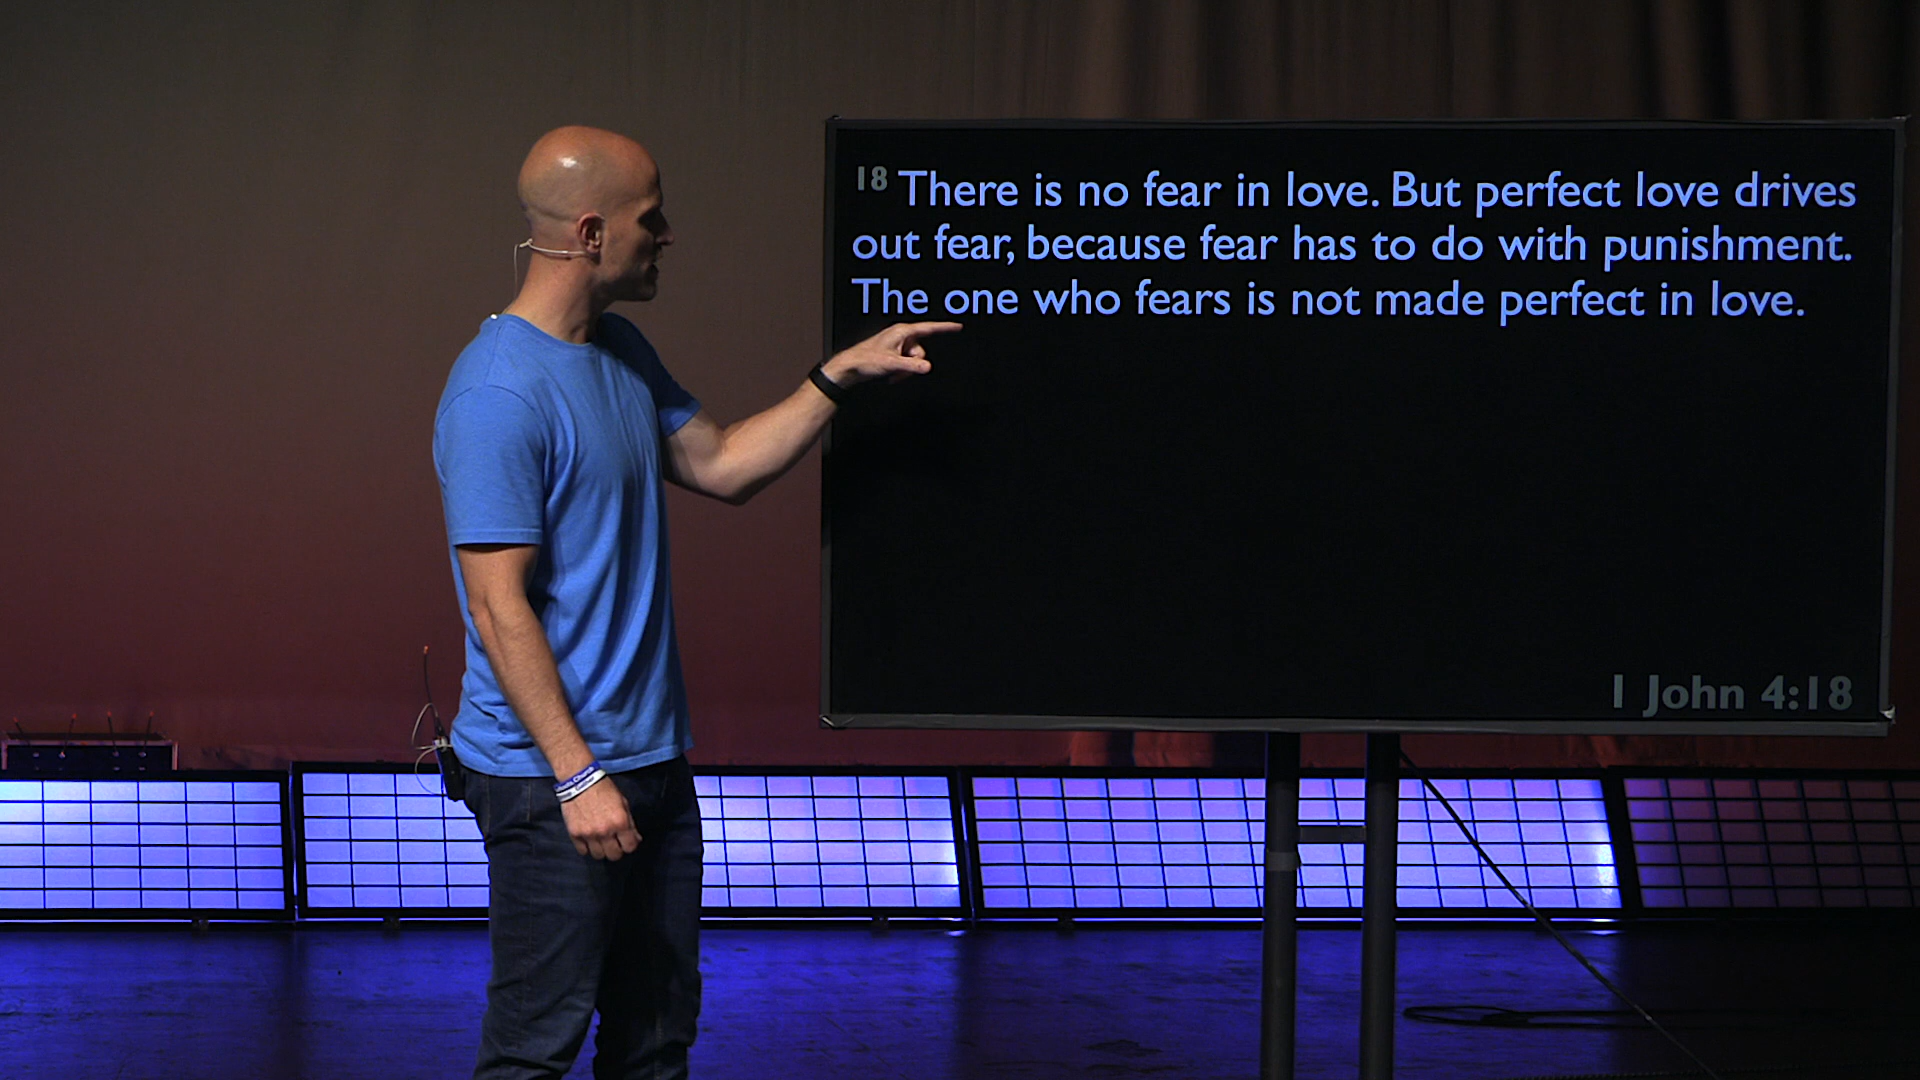 18 There is no fear in love. But perfect love drives
out fear, because fear has to do with punishment.
The one who fears is not made perfect in love.
1 John 4:18